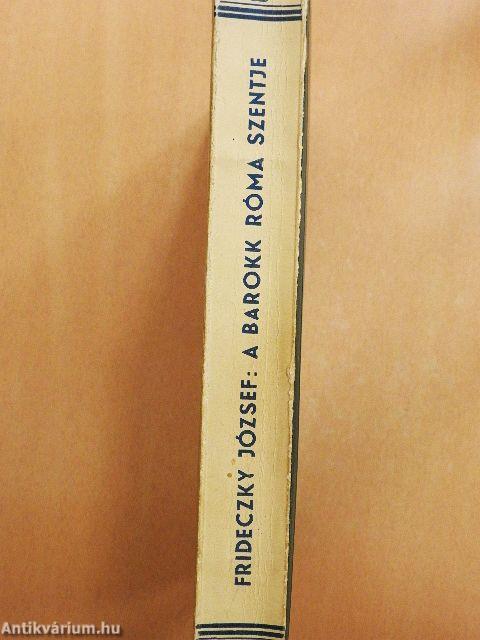 FRIDECZKY JÓZSEF: A BAROKK RÓMA SZENTJE
Antikvárium.hu